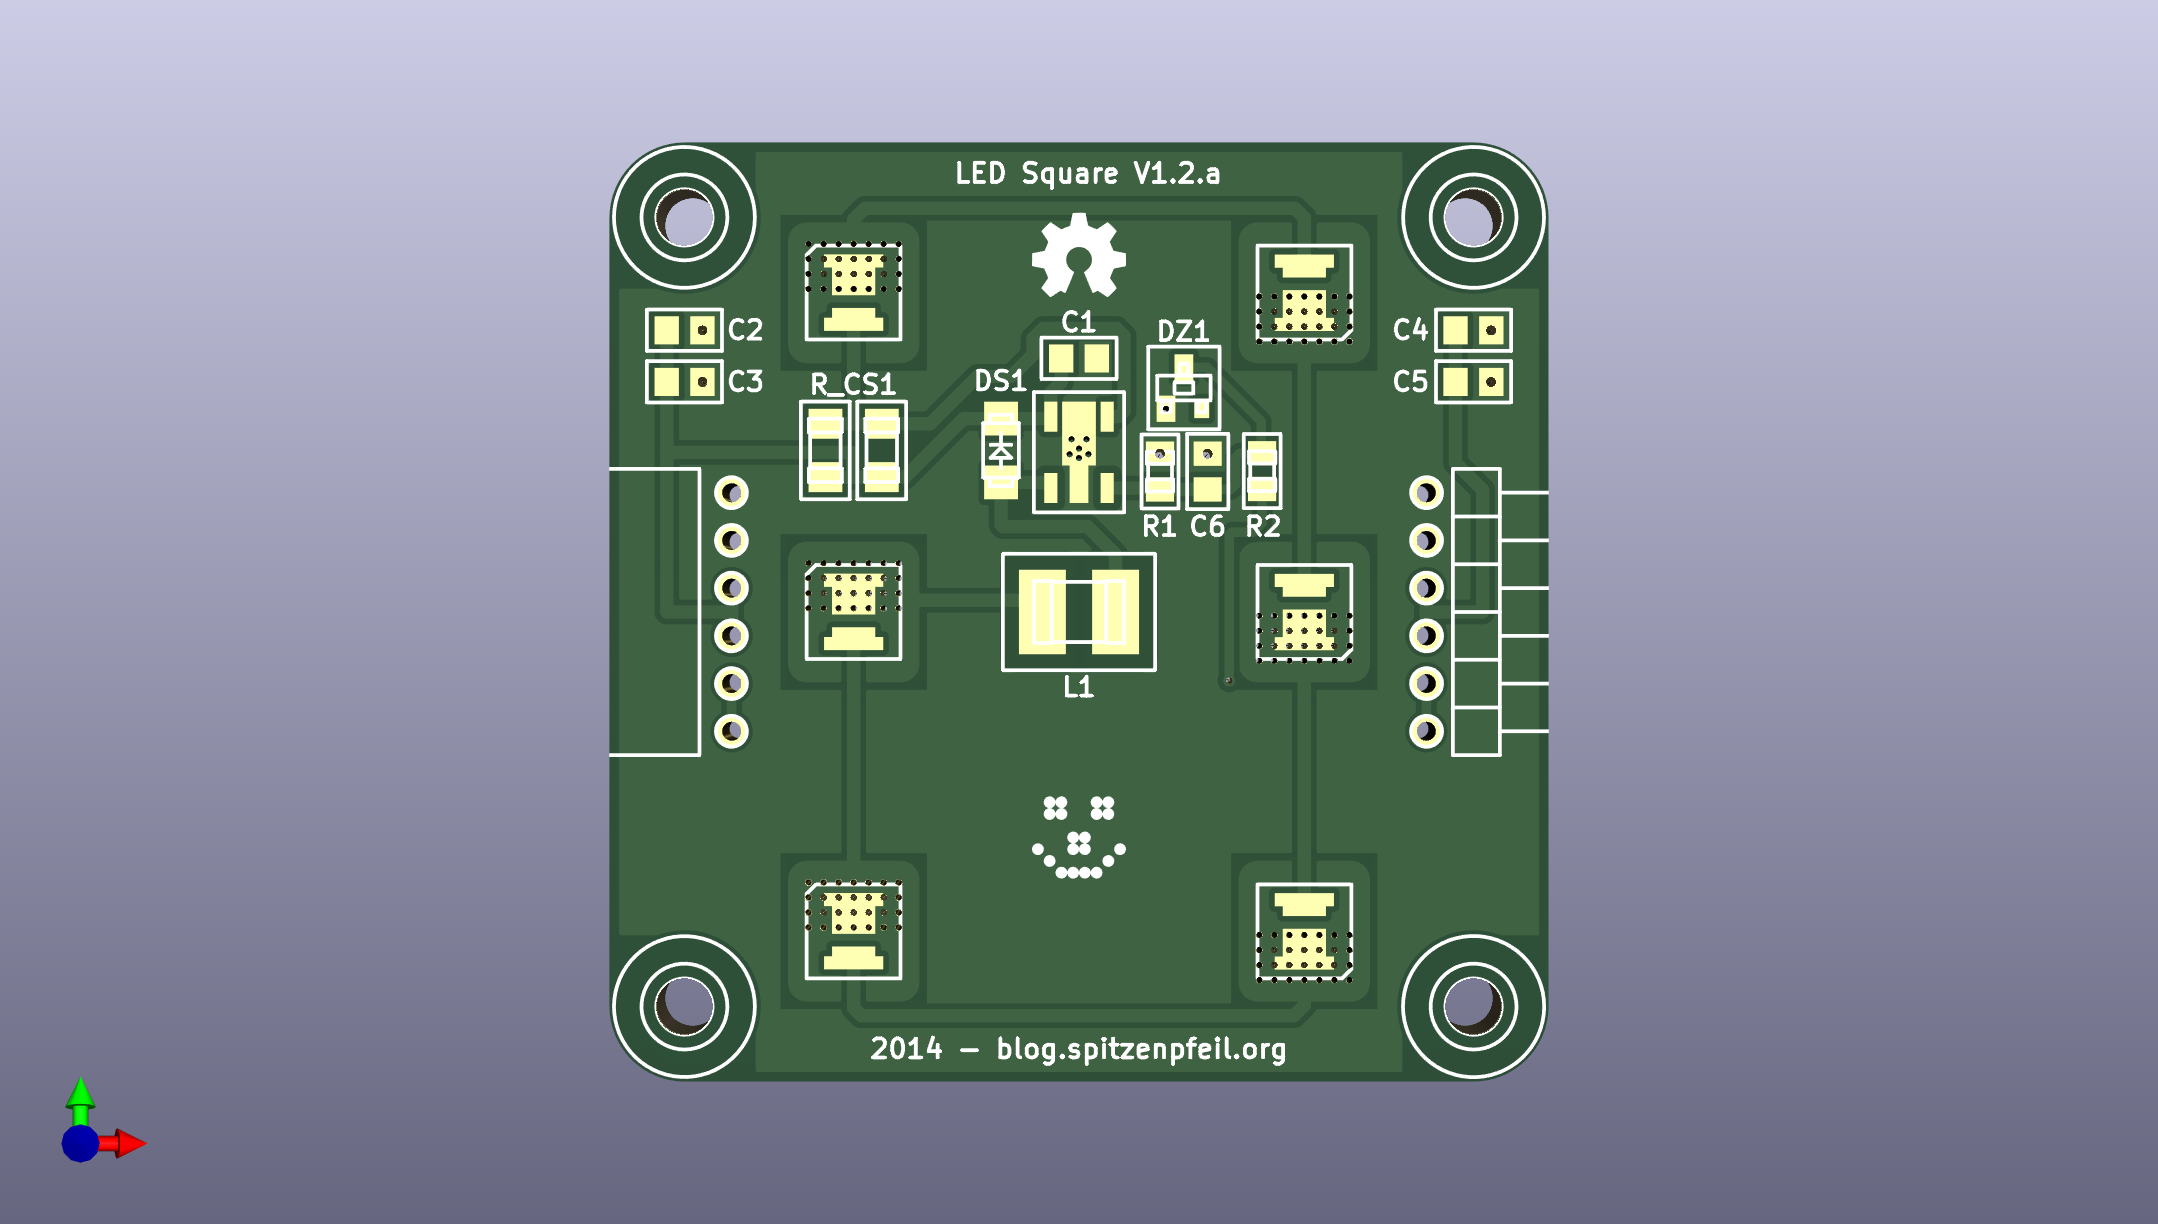 LED Square V1.2.a
C1
DZ1
C2
C4
C3
R_CS1
DS1
C5
R1
C6
R2
L1
2014 - blog.spitzenpfeil.org